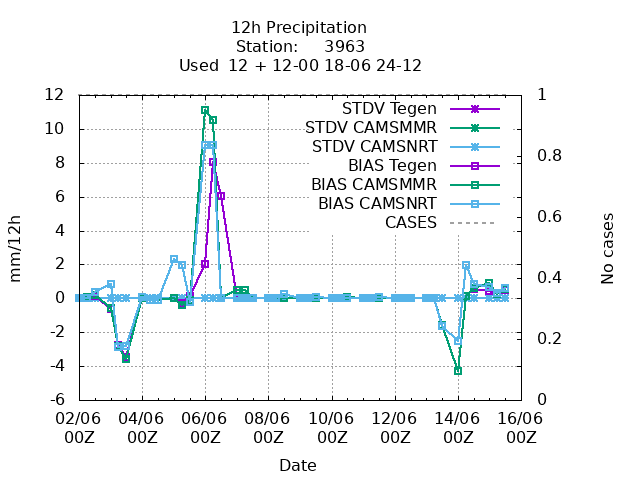 12h Precipitation
Station: 3963
Used 12 + 12-00 18-06 24-12
STDV Tegen
STDV CAMSMMR
STDV CAMSNRT
BIAS Tegen
BIAS CAMSMMR
BIAS CAMSNRT
CASES
mm/12h
12
10
8
6
4
2
0
-2
-4
-6
No cases
1
0.8
0.6
0.4
0.2
0
02/06 04/06 06/06 08/06 10/06 12/06 14/06 16/06
00Z 00Z 00Z 00Z 00Z 00Z 00Z 00Z
Date